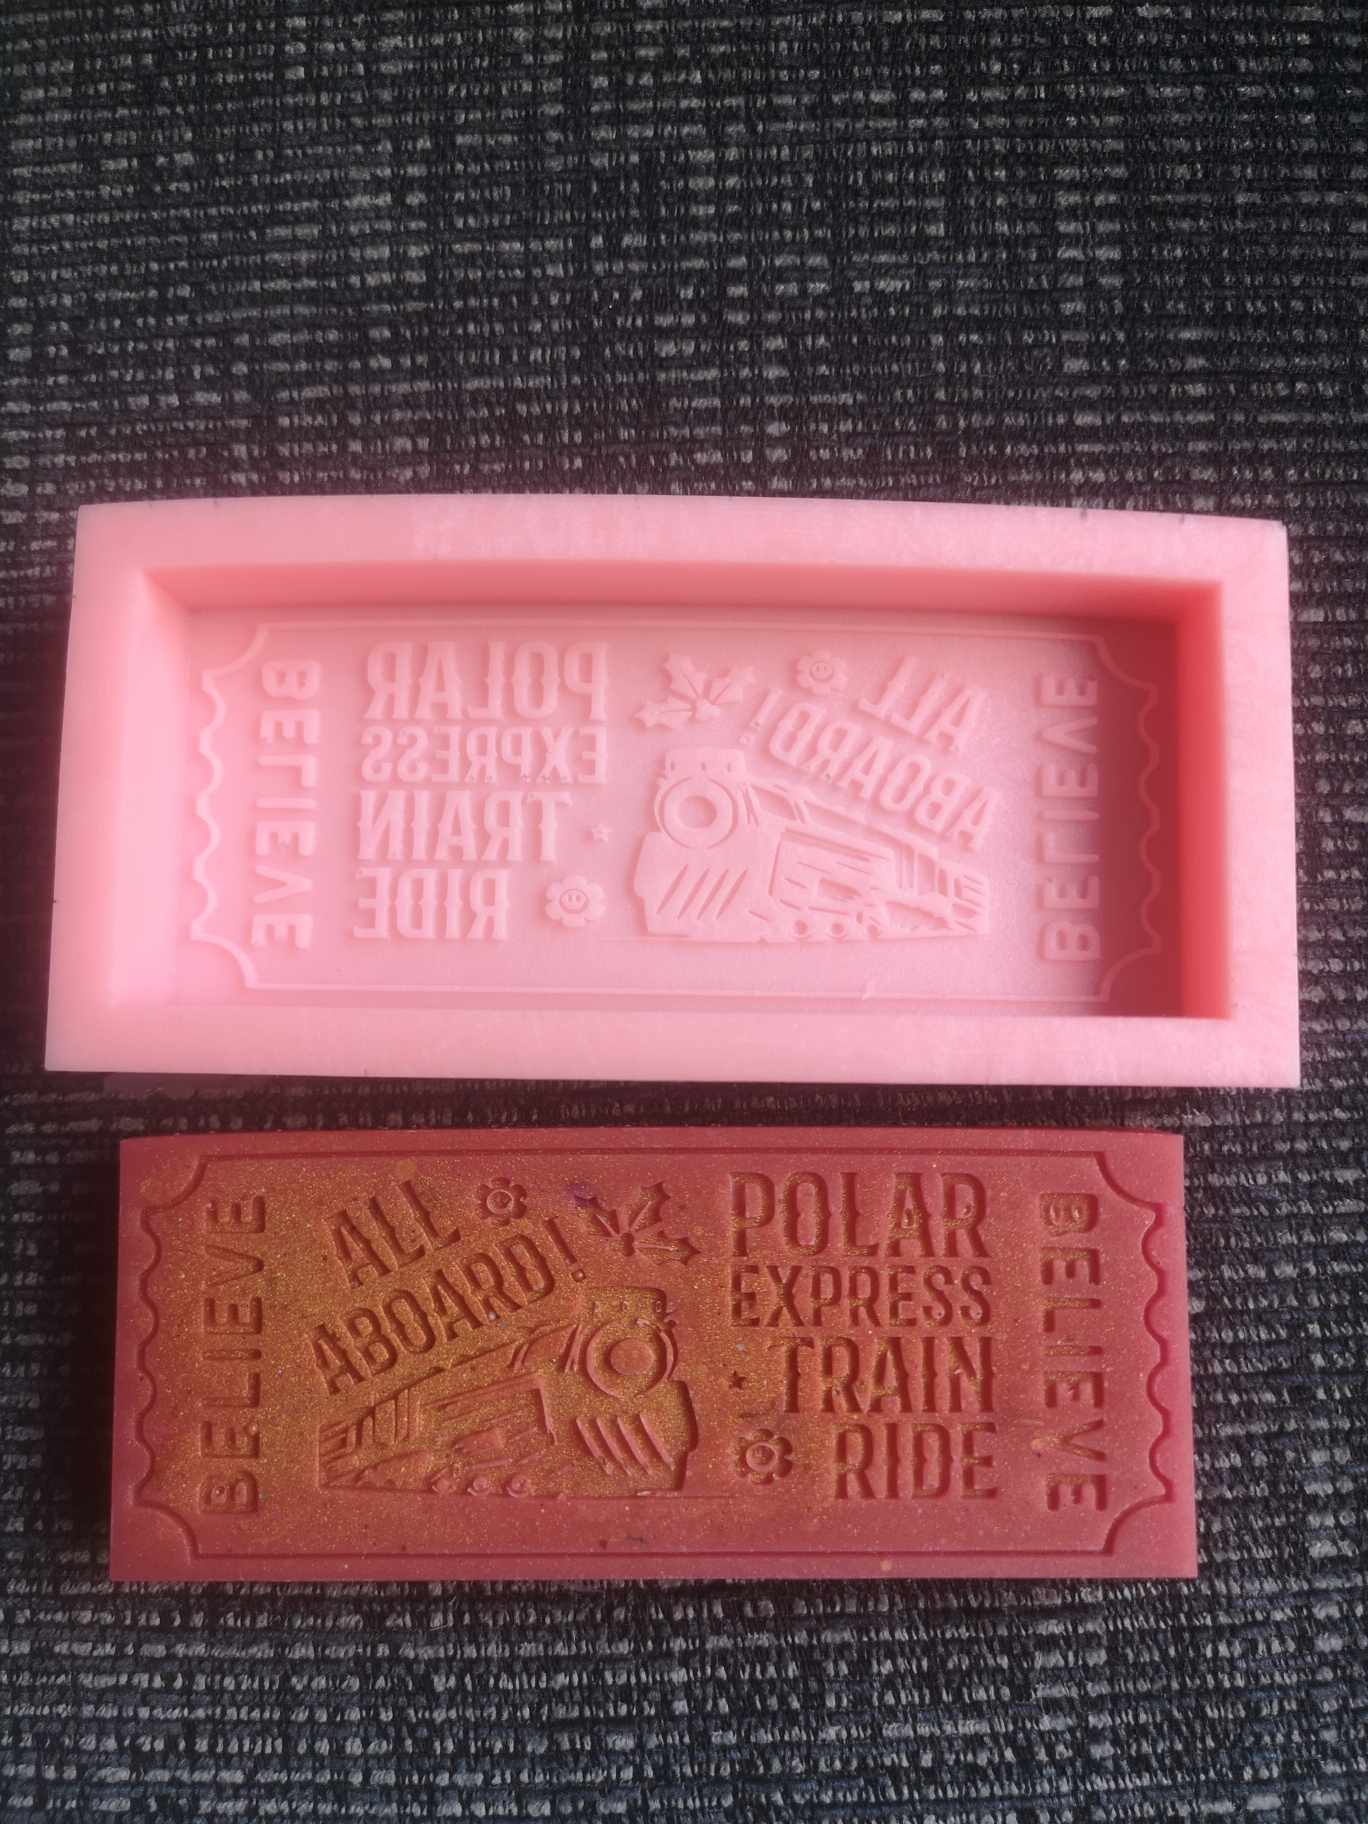 BELIEVE
POLAR
EXPRESS
TRAIN
RIDE
ALL
ABOARD!
BELIEVE
BELIEVE
ALL
ABOARD!
POLAR
EXPRESS
TRAIN
RIDE
BELIEVE